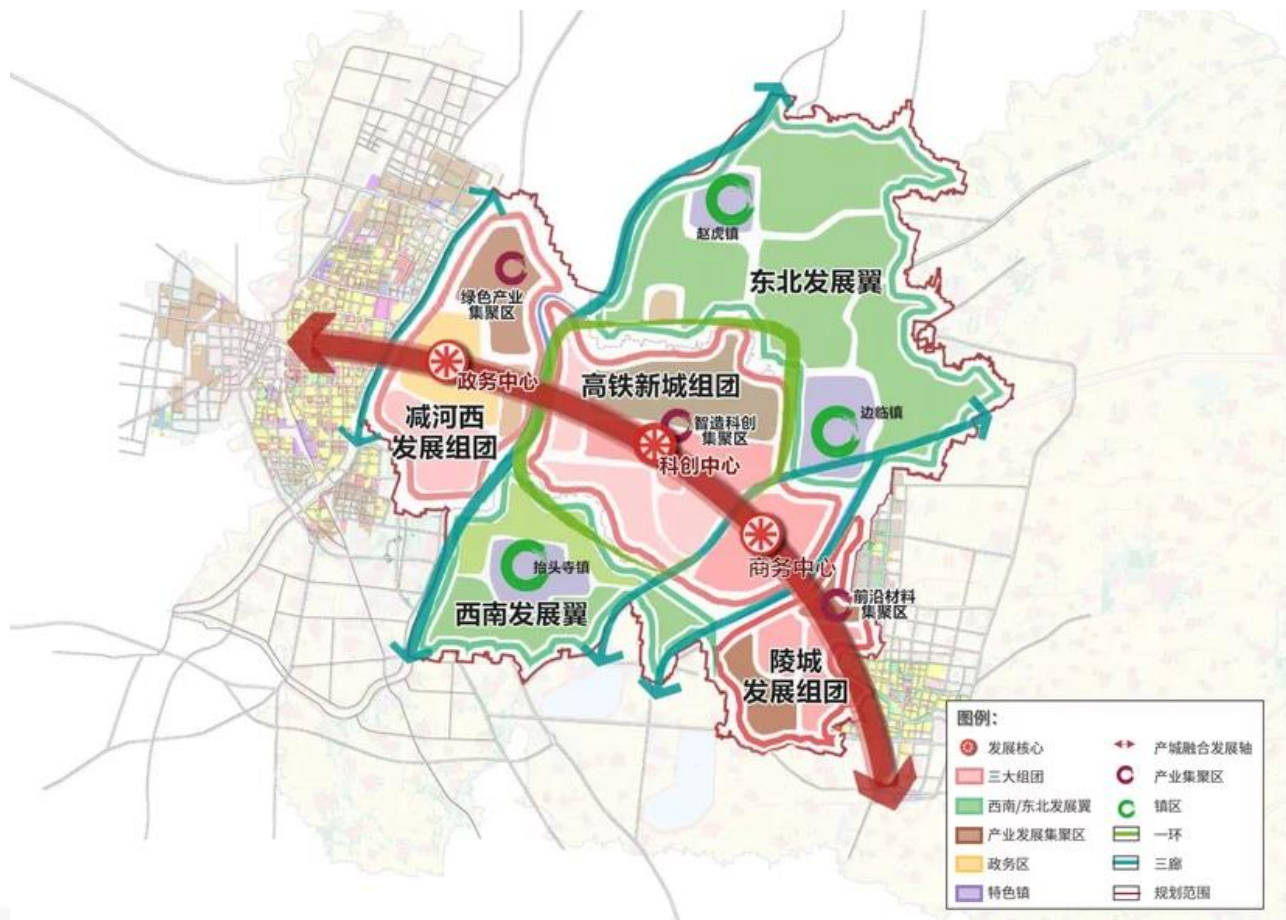 赵虎镇
东北发展翼
绿色产业
集聚区
政务中心
高铁新城组团
减河西
发展组团
智造科创
集聚区
边临镇
科创中心
抬头寺镇
商务中心
西南发展翼
前沿材料
集聚区
陵城
发展组团
图例：
发展核心
产城融合发展轴
三大组团
产业集聚区
西南/东北发展翼
镇区
产业发展集聚区
一环
政务区
三廊
特色镇
规划范围